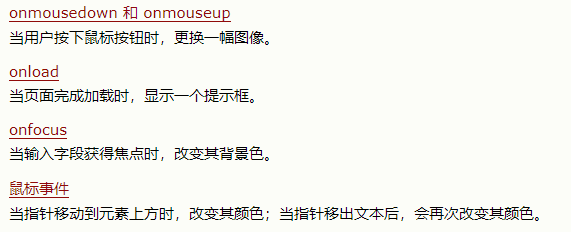 onmousedown 和 onmouseup
当用户按下鼠标按钮时，更换一幅图像。
onload
当页面完成加载时，显示一个提示框。
onfocus
当输入字段获得焦点时，改变其背景色。
鼠标事件
当指针移动到元素上方时，改变其颜色；当指针移出文本后，会再次改变其颜色。